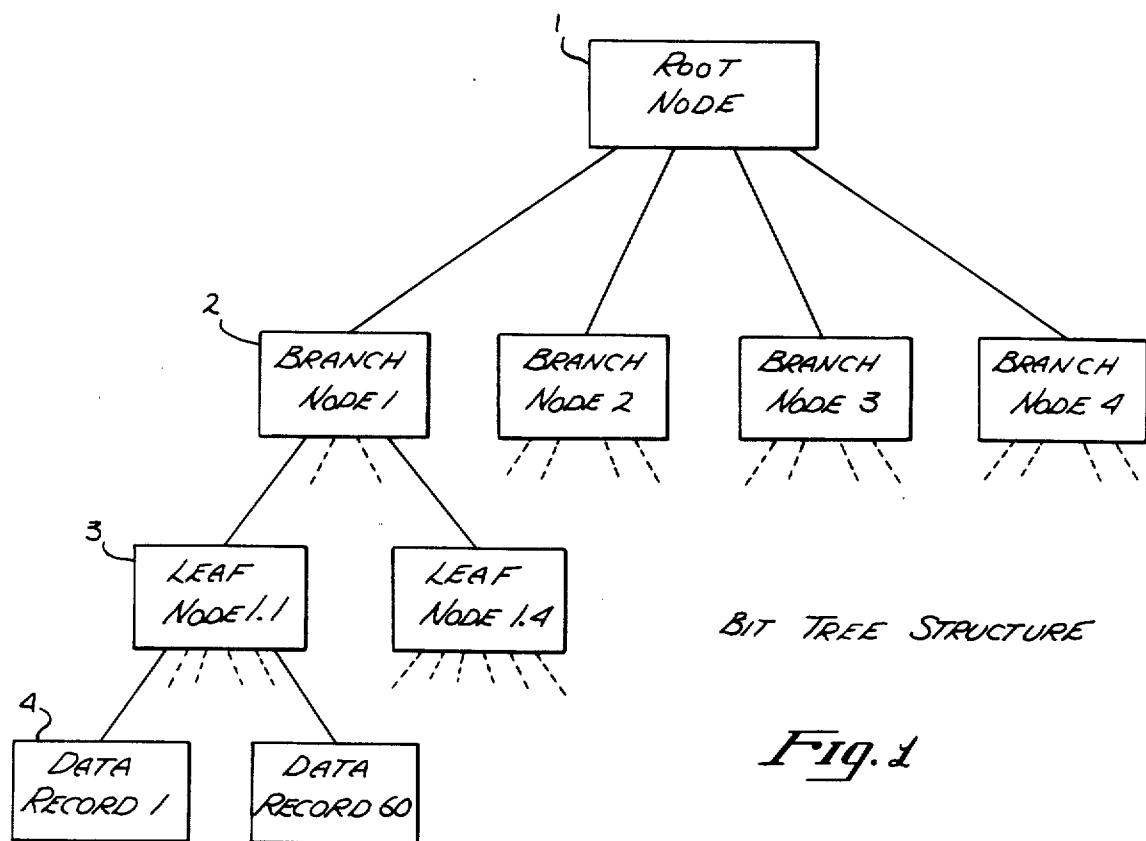 1
ROOT
NODE
2
BRANCH
NODE 1
BRANCH
NODE 2
BRANCH
NODE 3
BRANCH
NODE 4
3
LEAF
NODE 1.1
LEAF
NODE 1.4
BIT TREE STRUCTURE
4
DATA
RECORD 1
DATA
RECORD 60
Fig. 1